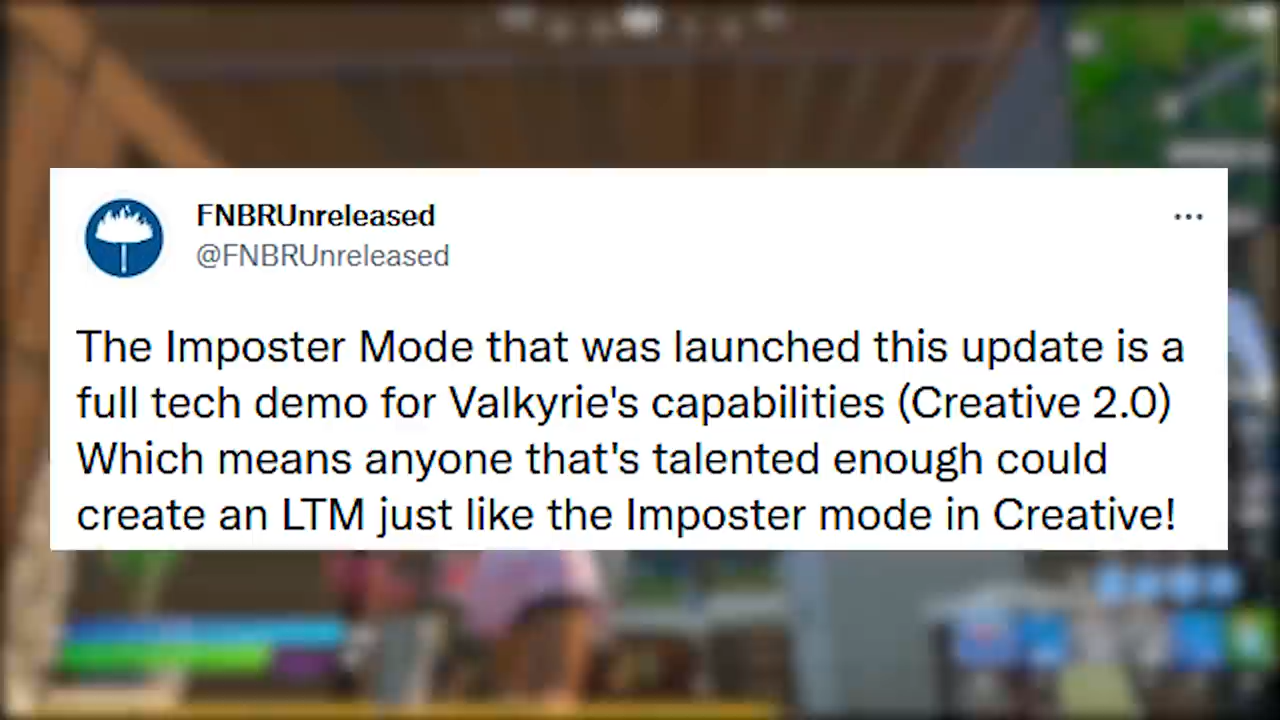 FNBRUnreleased
@FNBRUnreleased
The Imposter Mode that was launched this update is a
full tech demo for Valkyrie's capabilities (Creative 2.0)
Which means anyone that's talented enough could
create an LTM just like the Imposter mode in Creative!